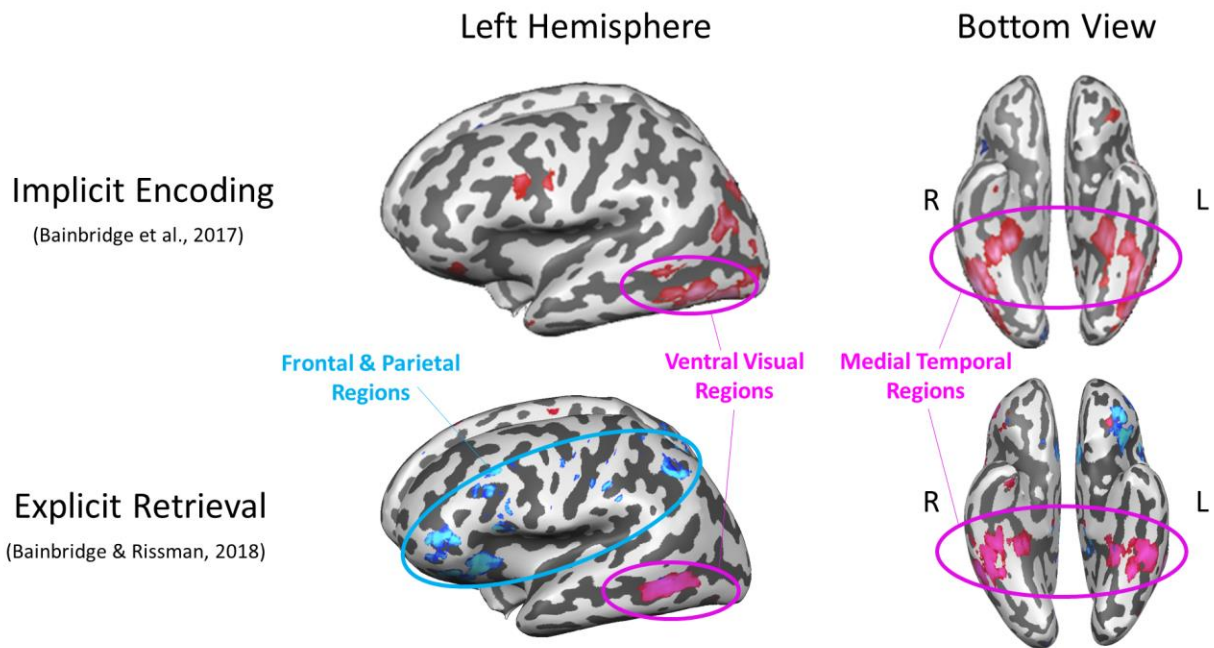 Left Hemisphere
Bottom View
Implicit Encoding
(Bainbridge et al., 2017)
R
L
Frontal & Parietal
Regions
Ventral Visual
Regions
Medial Temporal
Regions
Explicit Retrieval
(Bainbridge & Rissman, 2018)
R
L